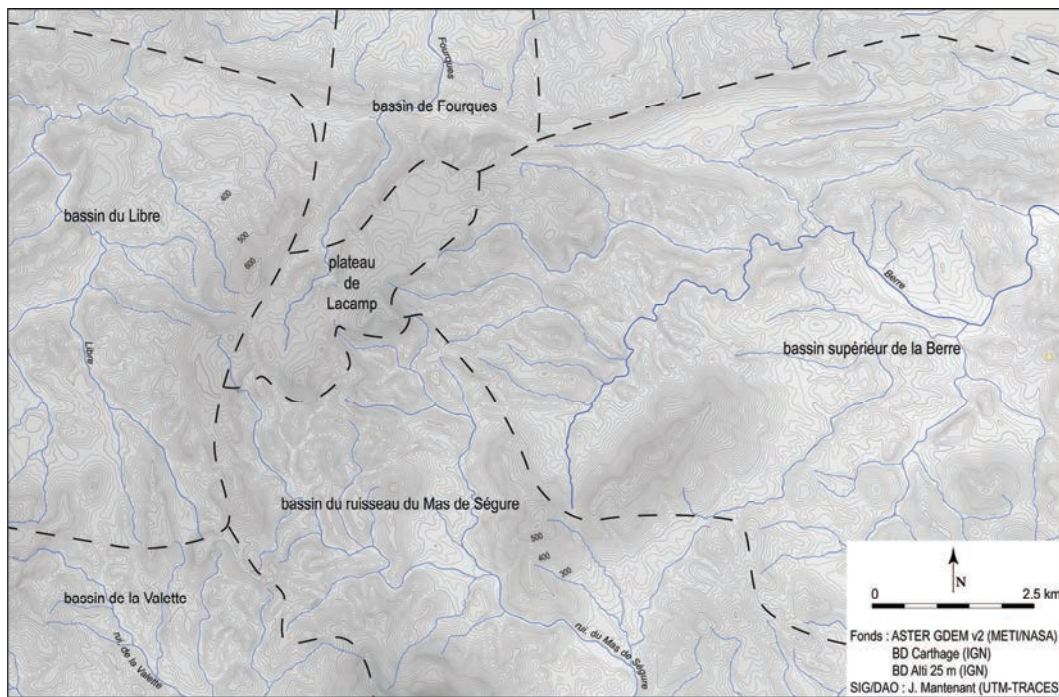 Fourques
bassin de Fourques
400
bassin du Libre
500
600
plateau
de
Lacamp
Berre
bassin supérieur de la Berre
Libre
bassin du ruisseau du Mas de Ségure
500
400
300
bassin de la Valette
rui. de la Valette
rui. du Mas de Ségure
N
0 2.5 km
Fonds : ASTER GDEM v2 (METI/NASA)
BD Carthage (IGN)
BD Alti 25 m (IGN)
SIG/DAO : J. Mantenant (UTM-TRACES)